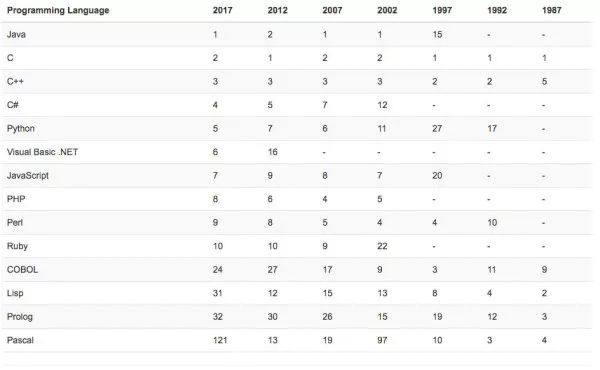 Programming Language 2017 2012 2007 2002 1997 1992 1987
Java 1 2 1 1 15 - -
C 2 1 2 2 1 1 1
C++ 3 3 3 3 2 2 5
C# 4 5 7 12 - - -
Python 5 7 6 11 27 17 -
Visual Basic .NET 6 16 - - - - -
JavaScript 7 9 8 7 20 - -
PHP 8 6 4 5 - - -
Perl 9 8 5 4 4 10 -
Ruby 10 10 9 22 - - -
COBOL 24 27 17 9 3 11 9
Lisp 31 12 15 13 8 4 2
Prolog 32 30 26 15 19 12 3
Pascal 121 13 19 97 10 3 4